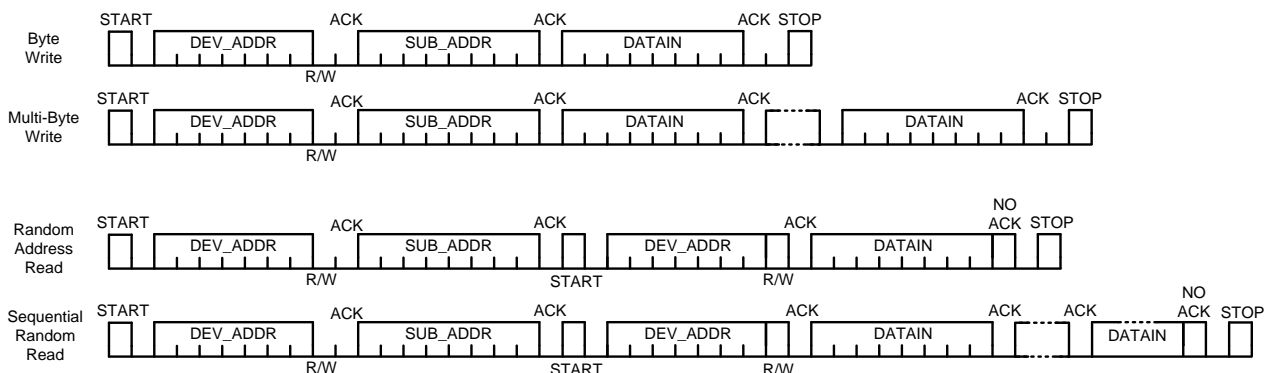 START ACK ACK ACK STOP
Byte
Write
DEV_ADDR SUB_ADDR DATAIN
R/W
START ACK ACK ACK ACK STOP
Multi-Byte
Write
DEV_ADDR SUB_ADDR DATAIN DATAIN
R/W
NO
START ACK ACK ACK ACK STOP
Random
Address
Read
DEV_ADDR SUB_ADDR DEV_ADDR DATAIN
R/W START R/W
NO
START ACK ACK ACK ACK ACK ACK STOP
Sequential
Random
Read
DEV_ADDR SUB_ADDR DEV_ADDR DATAIN DATAIN
R/W START R/W